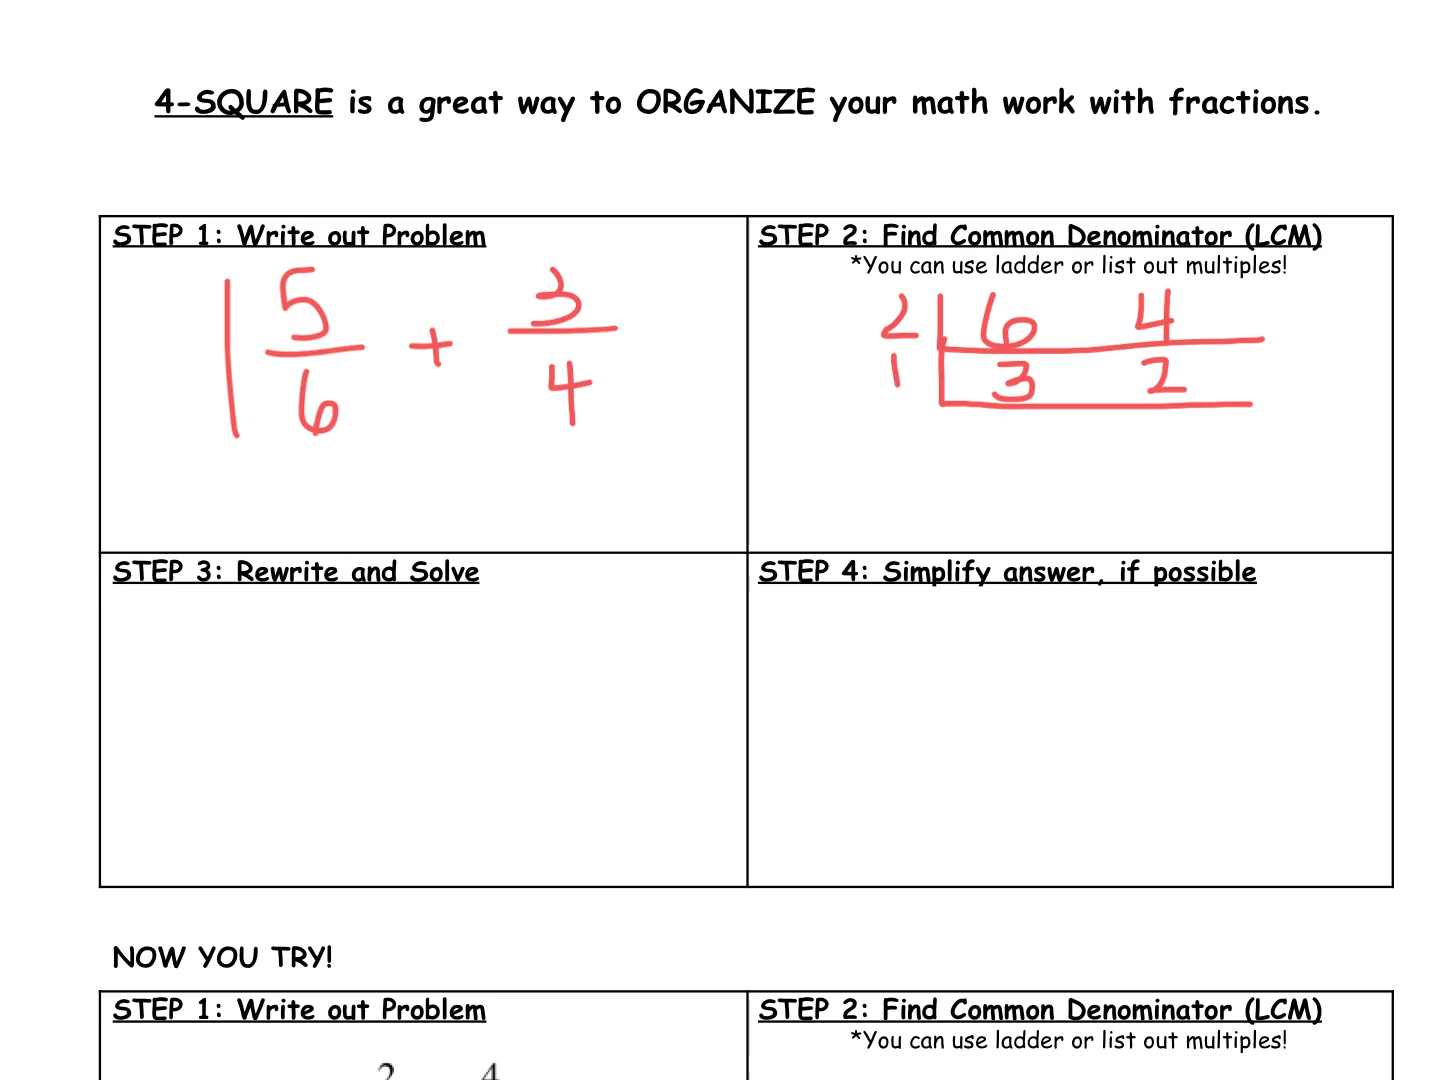 4-SQUARE is a great way to ORGANIZE your math work with fractions.
STEP 1: Write out Problem
1 5/6 + 3/4
STEP 2: Find Common Denominator (LCM)
*You can use ladder or list out multiples!
2 6 4
1 3 2
STEP 3: Rewrite and Solve
STEP 4: Simplify answer, if possible
NOW YOU TRY!
STEP 1: Write out Problem
2 4
STEP 2: Find Common Denominator (LCM)
*You can use ladder or list out multiples!